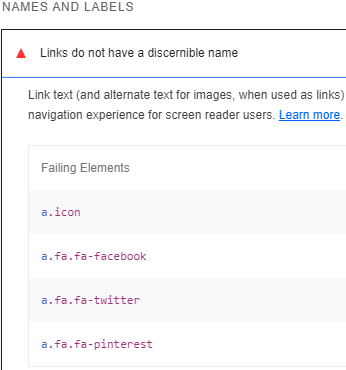 NAMES AND LABELS
Links do not have a discernible name
Link text (and alternate text for images, when used as links)
navigation experience for screen reader users. Learn more.
Failing Elements
a.icon
a.fa.fa-facebook
a.fa.fa-twitter
a.fa.fa-pinterest